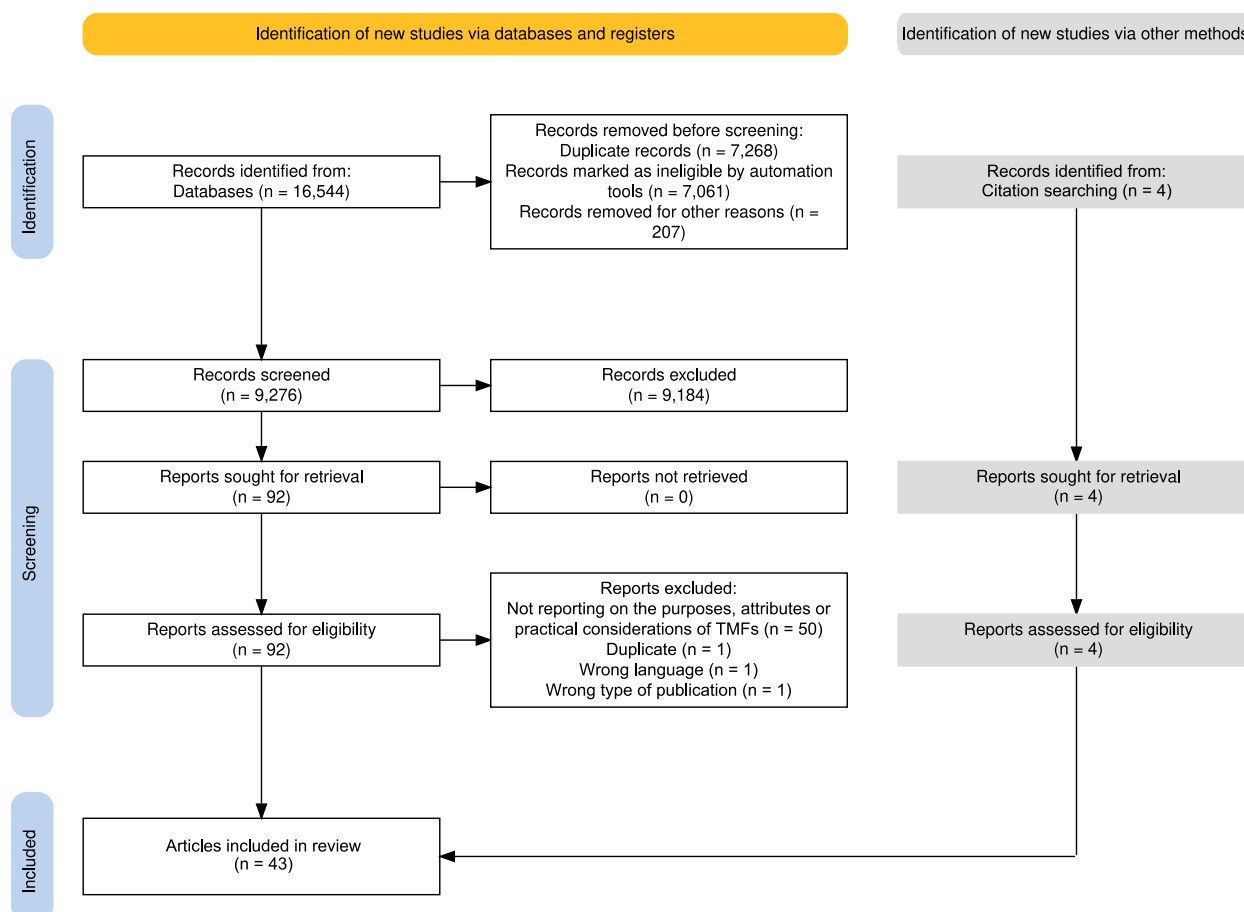 Identification of new studies via databases and registers
Identification of new studies via other methods
Identification
Records identified from:
Databases (n = 16,544)
Records removed before screening:
Duplicate records (n = 7,268)
Records marked as ineligible by automation
tools (n = 7,061)
Records removed for other reasons (n =
207)
Records identified from:
Citation searching (n = 4)
Screening
Records screened
(n = 9,276)
Records excluded
(n = 9,184)
Reports sought for retrieval
(n = 92)
Reports not retrieved
(n = 0)
Reports sought for retrieval
(n = 4)
Reports assessed for eligibility
(n = 92)
Reports excluded:
Not reporting on the purposes, attributes or
practical considerations of TMFs (n = 50)
Duplicate (n = 1)
Wrong language (n = 1)
Wrong type of publication (n = 1)
Reports assessed for eligibility
(n = 4)
Included
Articles included in review
(n = 43)